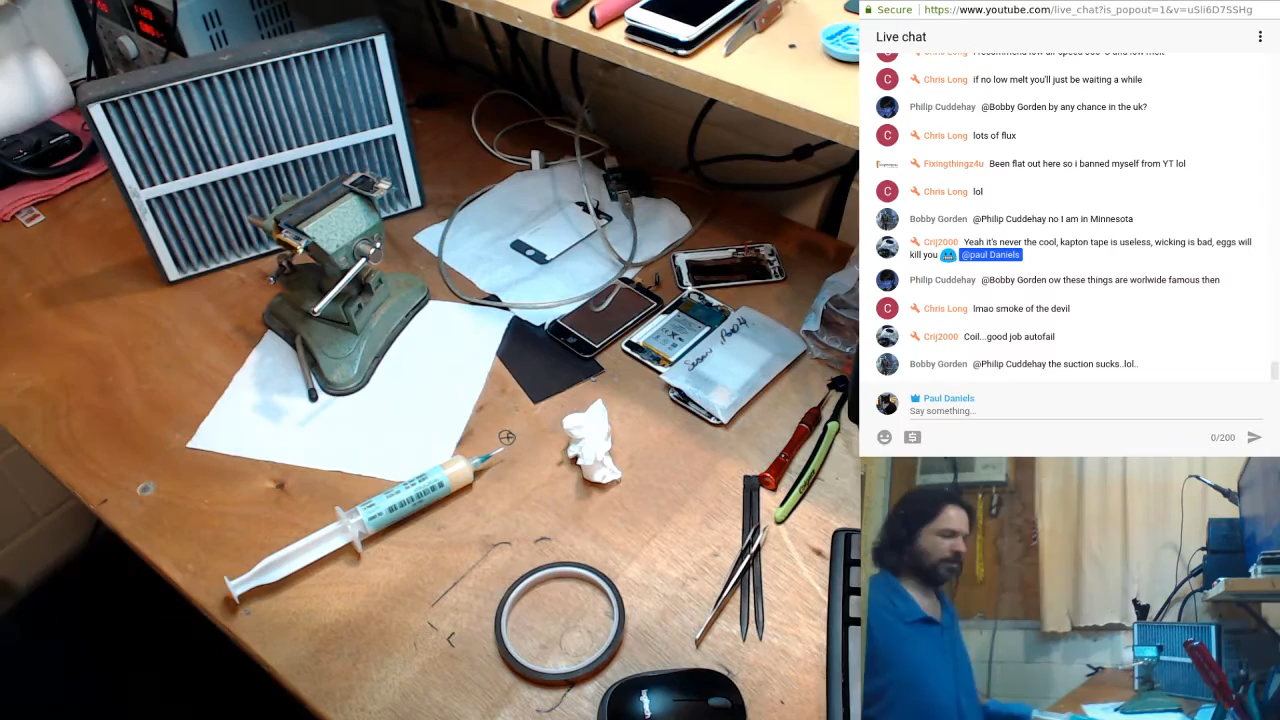 Secure https://www.youtube.com/live_chat?is_popout=1&v=uSli6D7SSHg
Live chat
Chris Long if no low melt you'll just be waiting a while
Philip Cuddehay @Bobby Gorden by any chance in the uk?
Chris Long lots of flux
Fixingthingz4u Been flat out here so i banned myself from YT lol
Chris Long lol
Bobby Gorden @Philip Cuddehay no I am in Minnesota
Crij2000 Yeah it's never the cool, kapton tape is useless, wicking is bad, eggs will
kill you @paul Daniels
Philip Cuddehay @Bobby Gorden ow these things are worlwide famous then
Chris Long lmao smoke of the devil
Crij2000 Coil...good job autofail
Bobby Gorden @Philip Cuddehay the suction sucks..lol..
Paul Daniels
Say something...
0/200